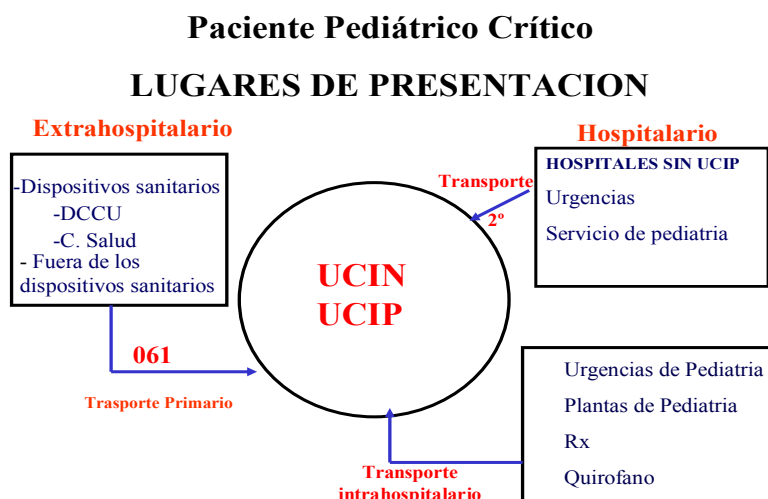 Paciente Pediátrico Crítico
LUGARES DE PRESENTACION
Extrahospitalario
-Dispositivos sanitarios
-DCCU
-C. Salud
- Fuera de los
dispositivos sanitarios
061
Trasporte Primario
UCIN
UCIP
Hospitalario
Transporte
2º
HOSPITALES SIN UCIP
Urgencias
Servicio de pediatria
Urgencias de Pediatria
Plantas de Pediatria
Rx
Quirofano
Transporte
intrahospitalario